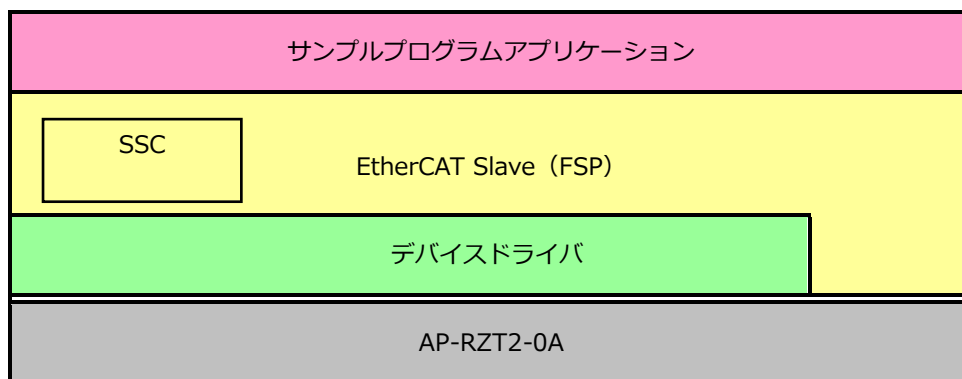 サンプルプログラムアプリケーション
SSC
EtherCAT Slave（FSP）
デバイスドライバ
AP-RZT2-0A